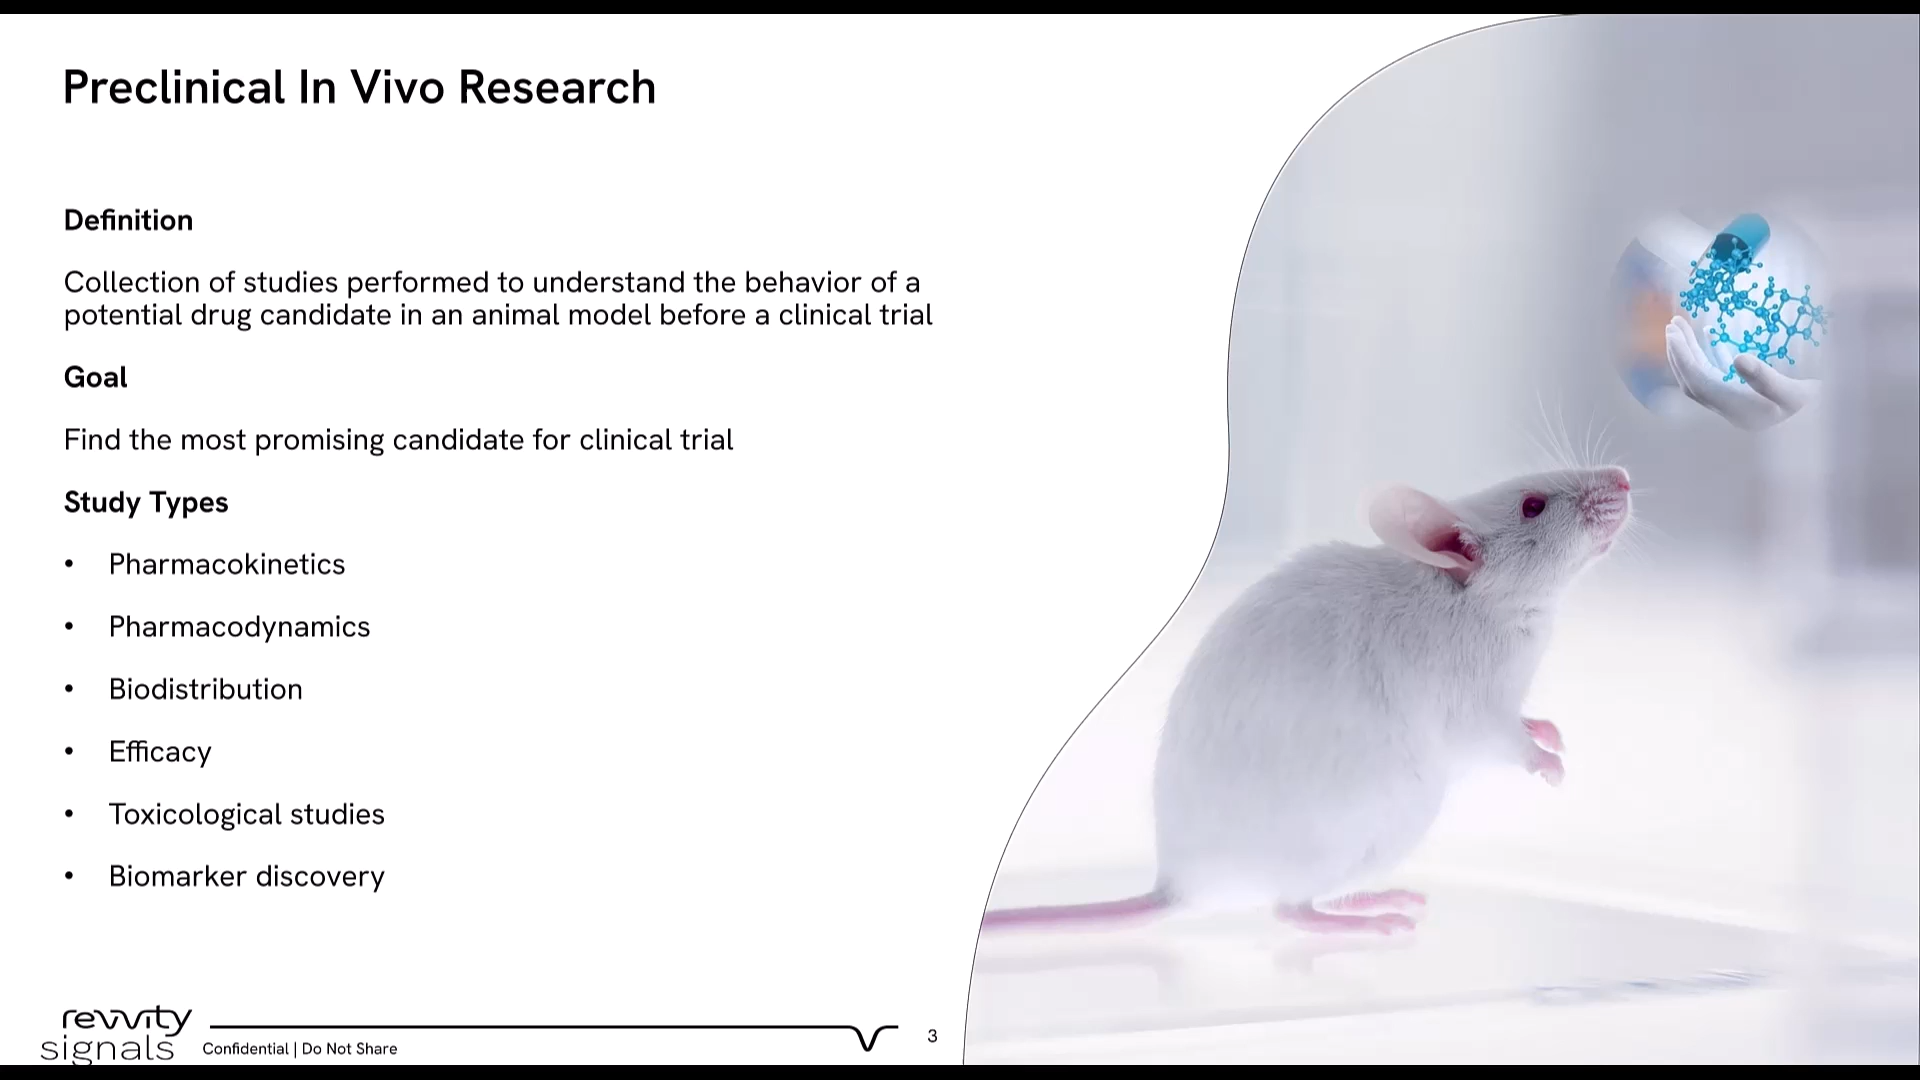 Preclinical In Vivo Research
Definition
Collection of studies performed to understand the behavior of a
potential drug candidate in an animal model before a clinical trial
Goal
Find the most promising candidate for clinical trial
Study Types
• Pharmacokinetics
• Pharmacodynamics
• Biodistribution
• Efficacy
• Toxicological studies
• Biomarker discovery
revvity
signals
Confidential | Do Not Share
3